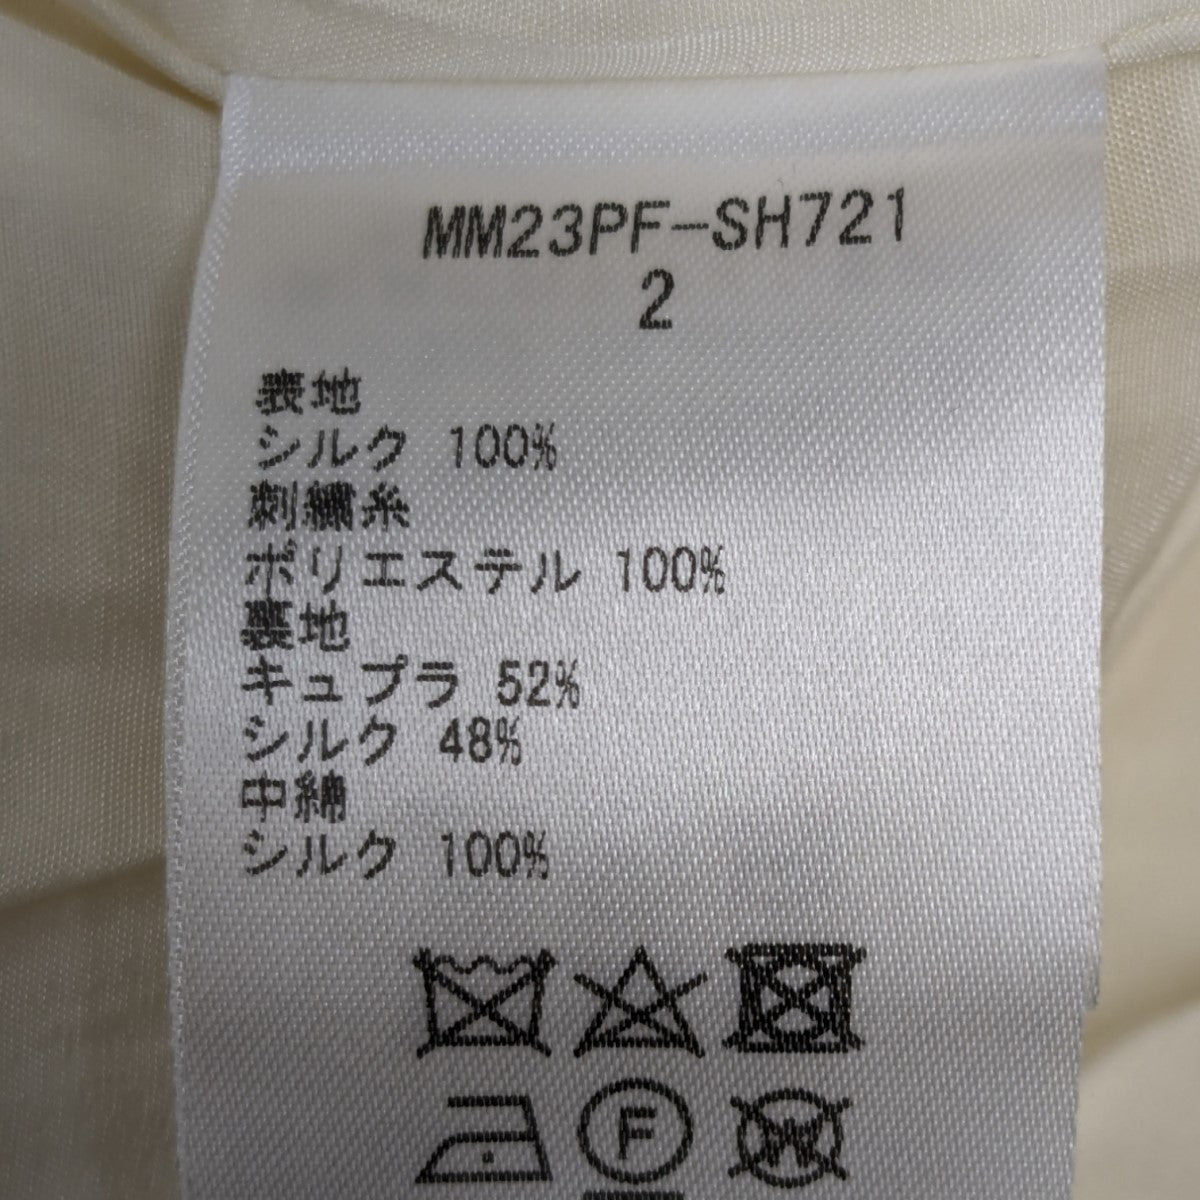 MM23PF-SH721
2
表地
シルク 100%
刺繍糸
ポリエステル 100%
裏地
キュプラ 52%
シルク 48%
中綿
シルク 100%
F
W